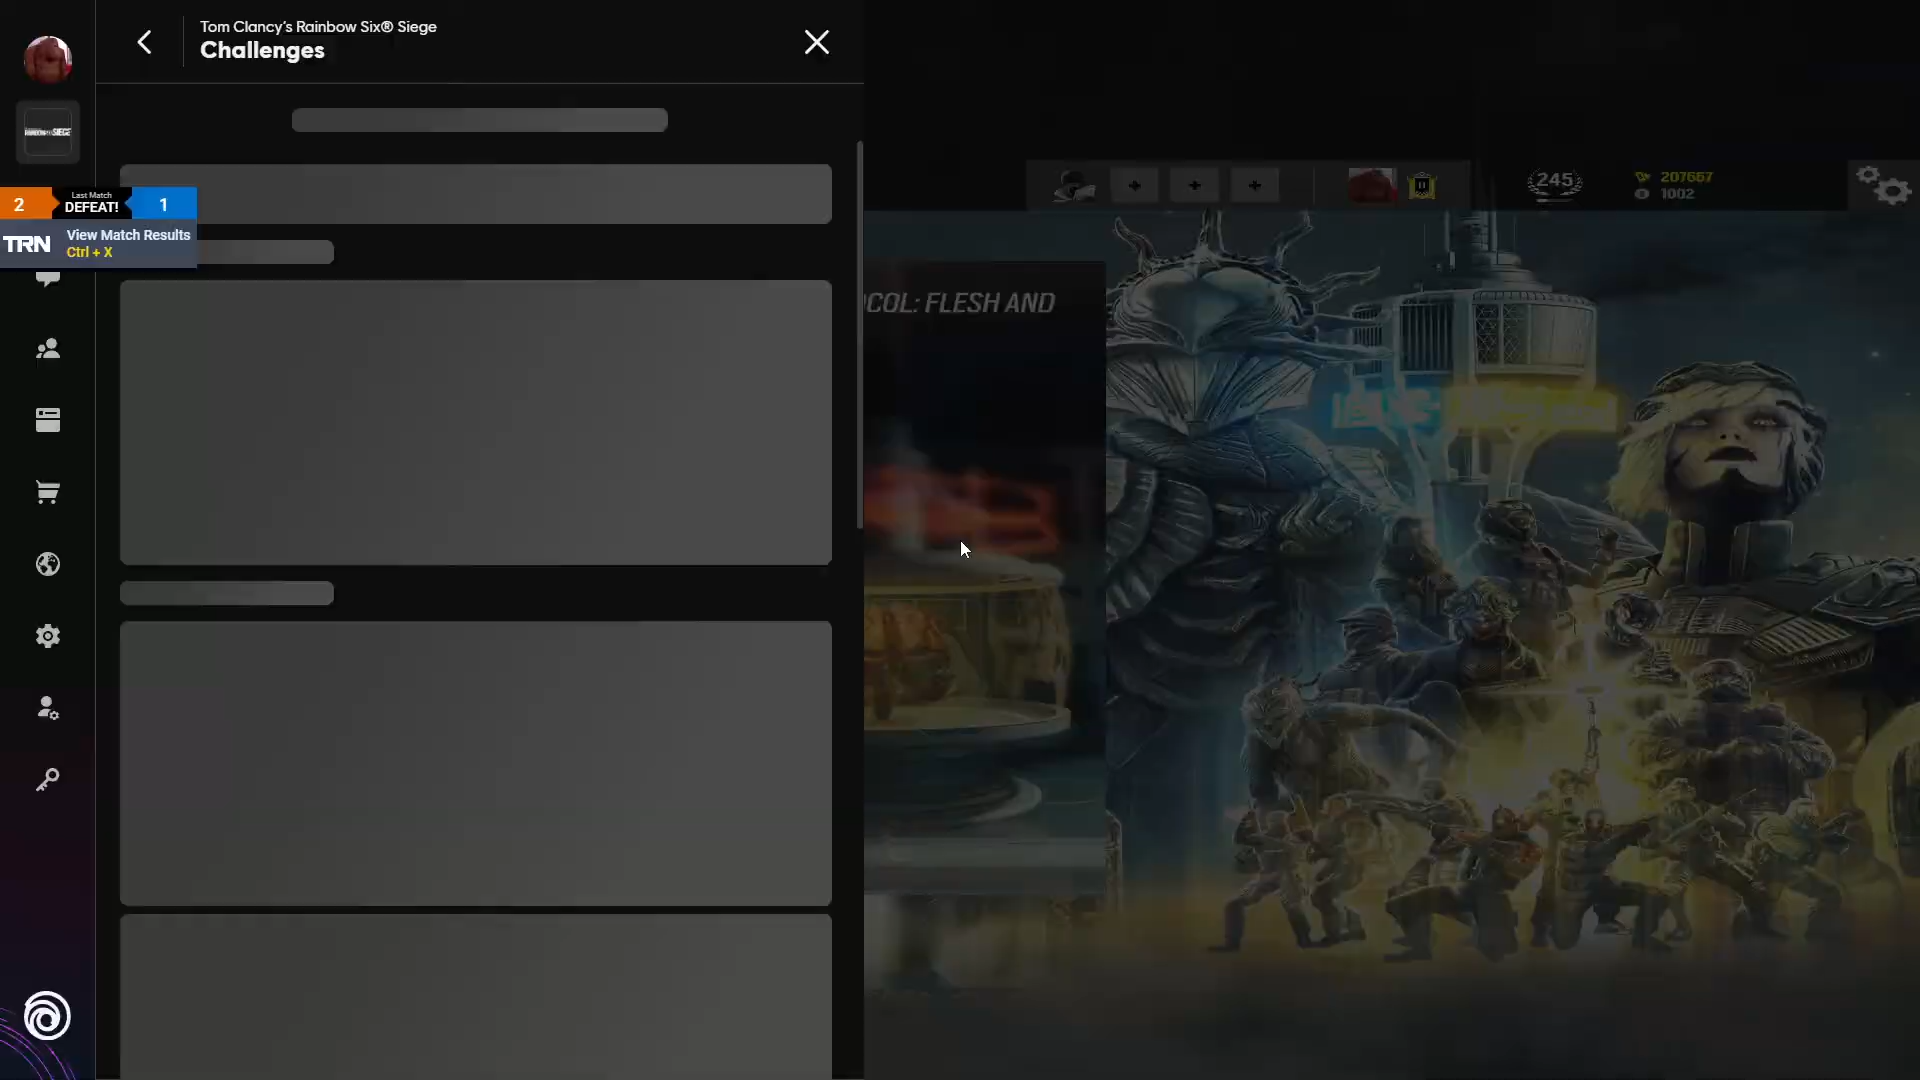 Tom Clancy's Rainbow Six® Siege
Challenges
2
Last Match
DEFEAT!
1
TRN
View Match Results
Ctrl + X
245
207667
1002
OCOL: FLESH AND